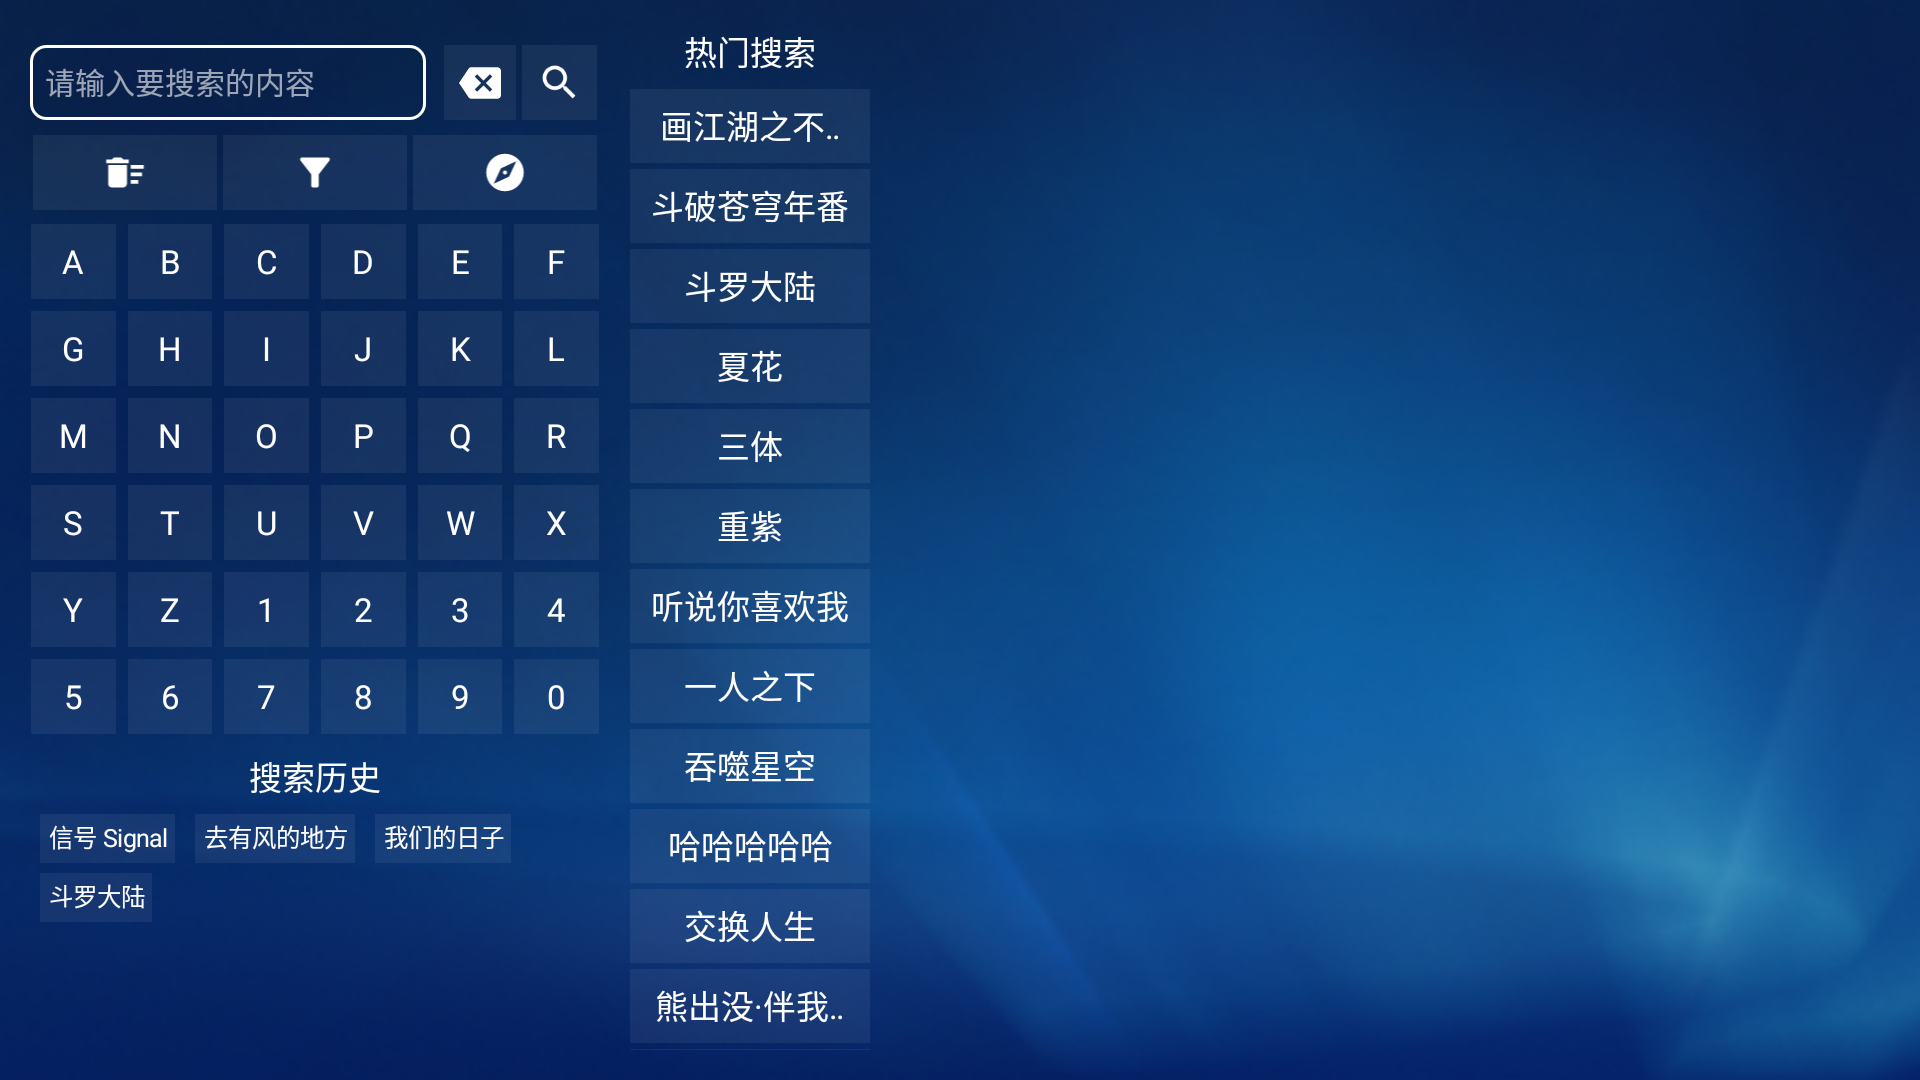 请输入要搜索的内容
A B C D E F
G H I J K L
M N O P Q R
S T U V W X
Y Z 1 2 3 4
5 6 7 8 9 0
搜索历史
信号 Signal 去有风的地方 我们的日子
斗罗大陆
热门搜索
画江湖之不..
斗破苍穹年番
斗罗大陆
夏花
三体
重紫
听说你喜欢我
一人之下
吞噬星空
哈哈哈哈哈
交换人生
熊出没·伴我..